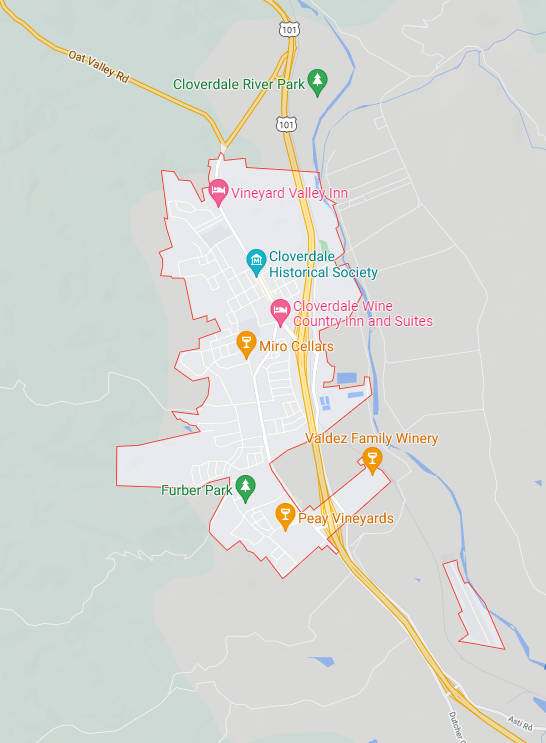 101
Oat Valley Rd
Cloverdale River Park
101
Vineyard Valley Inn
Cloverdale
Historical Society
Cloverdale Wine
Country Inn and Suites
Miro Cellars
Valdez Family Winery
Furber Park
Peay Vineyards
Asti Rd
Dutcher C